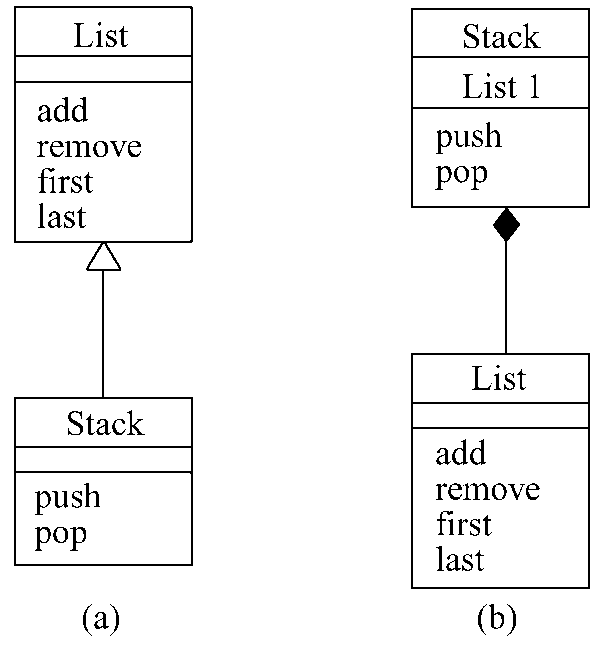 List
add
remove
first
last
Stack
push
pop
(a)
Stack
List 1
push
pop
List
add
remove
first
last
(b)